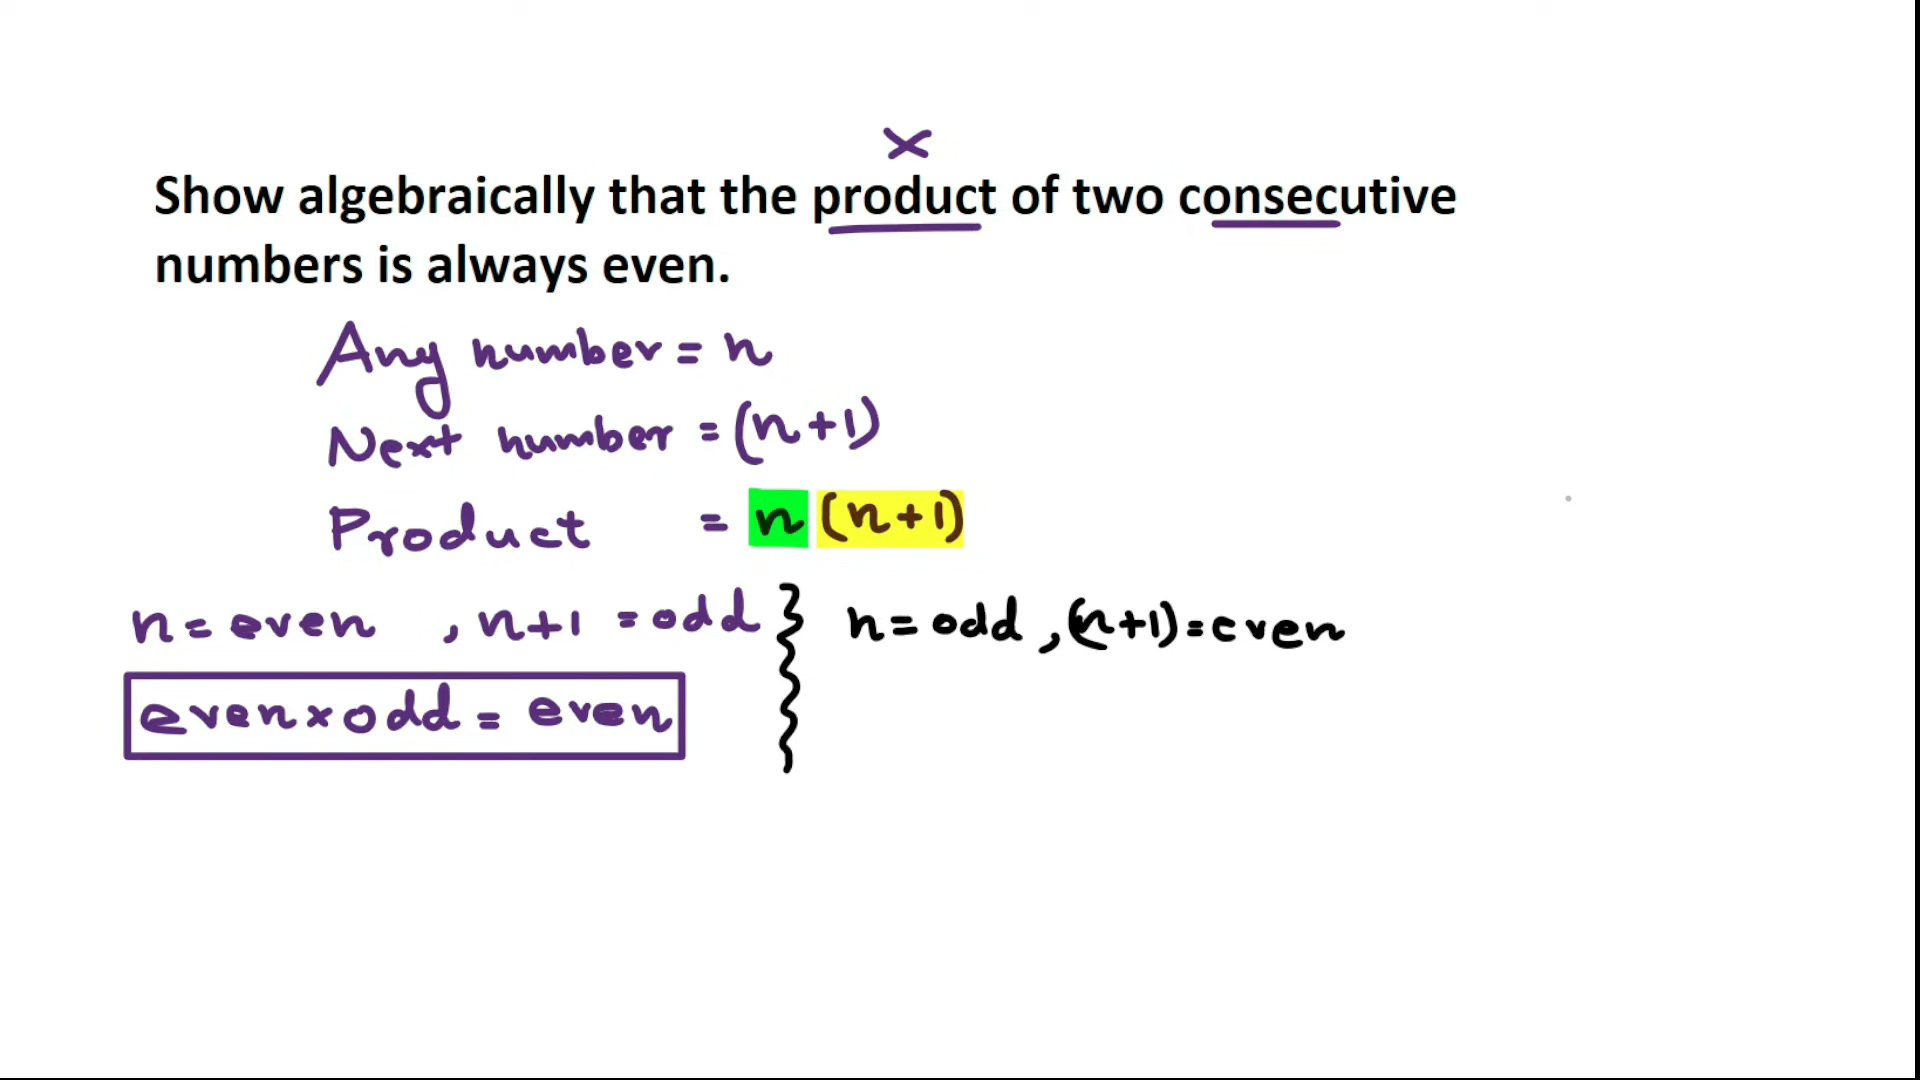 ×
Show algebraically that the product of two consecutive
numbers is always even.
Any number = n
Next number = (n+1)
Product = n (n+1)
n = even , n+1 = odd
n = odd , (n+1) = even
even × odd = even